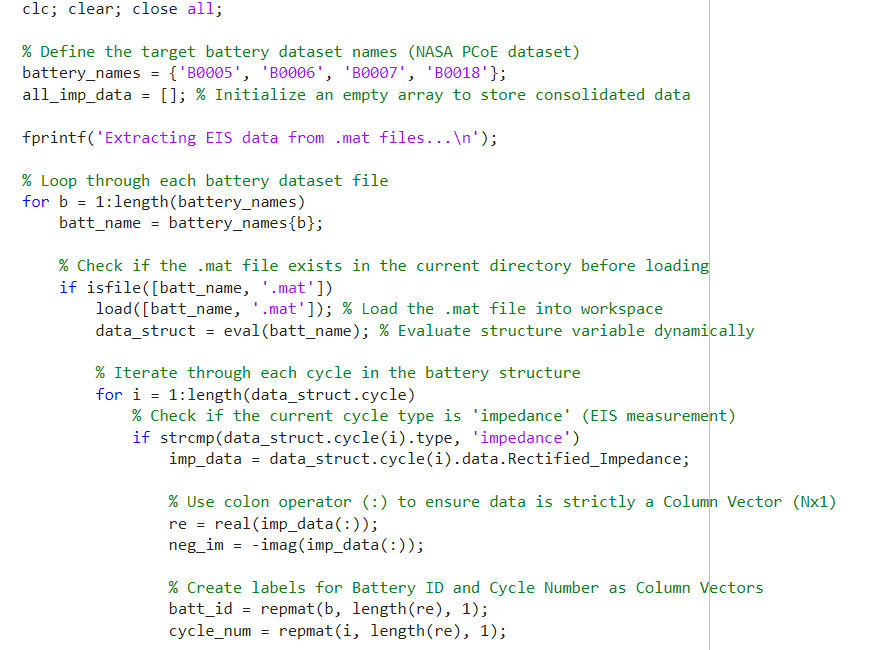 clc; clear; close all;
% Define the target battery dataset names (NASA PCoE dataset)
battery_names = {'B0005', 'B0006', 'B0007', 'B0018'};
all_imp_data = []; % Initialize an empty array to store consolidated data
fprintf('Extracting EIS data from .mat files...\n');
% Loop through each battery dataset file
for b = 1:length(battery_names)
    batt_name = battery_names{b};
    % Check if the .mat file exists in the current directory before loading
    if isfile([batt_name, '.mat'])
        load([batt_name, '.mat']); % Load the .mat file into workspace
        data_struct = eval(batt_name); % Evaluate structure variable dynamically
        % Iterate through each cycle in the battery structure
        for i = 1:length(data_struct.cycle)
            % Check if the current cycle type is 'impedance' (EIS measurement)
            if strcmp(data_struct.cycle(i).type, 'impedance')
                imp_data = data_struct.cycle(i).data.Rectified_Impedance;
                % Use colon operator (:) to ensure data is strictly a Column Vector (Nx1)
                re = real(imp_data(:));
                neg_im = -imag(imp_data(:));
                % Create labels for Battery ID and Cycle Number as Column Vectors
                batt_id = repmat(b, length(re), 1);
                cycle_num = repmat(i, length(re), 1);